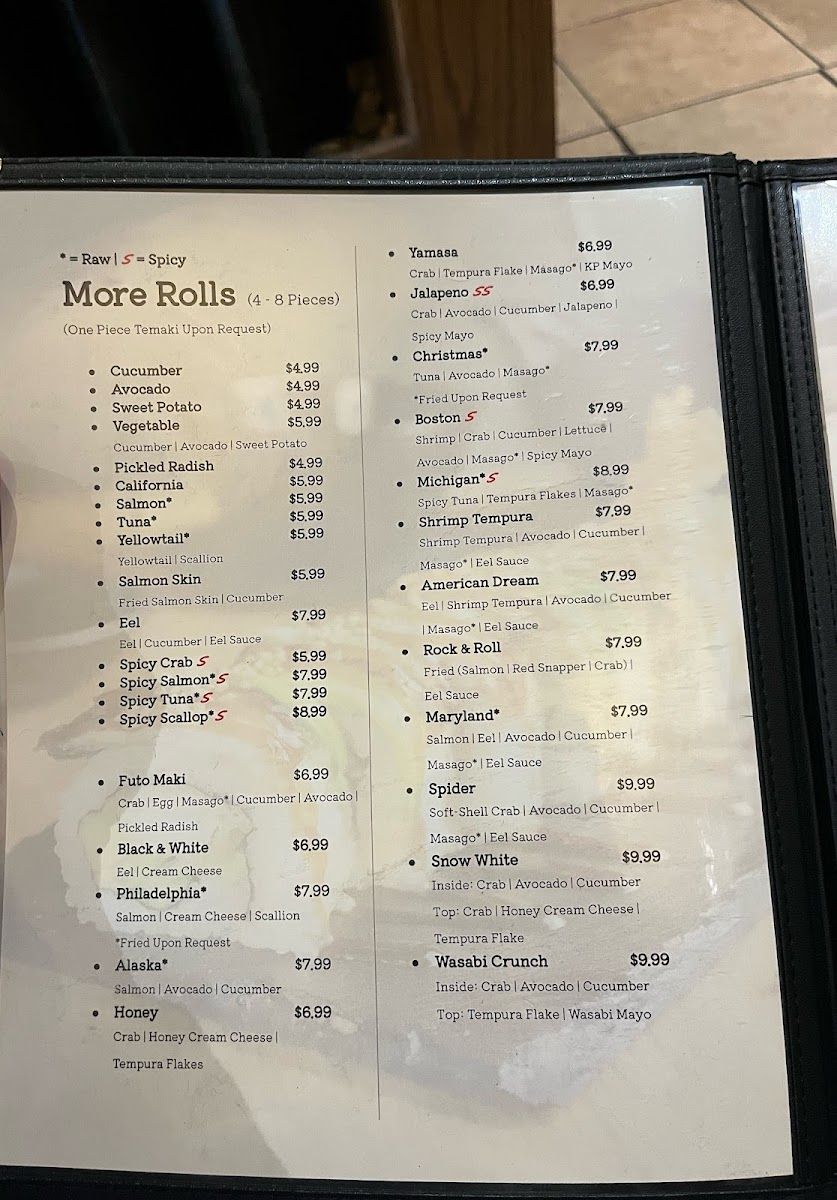 * = Raw | S = Spicy
More Rolls (4 - 8 Pieces)
(One Piece Temaki Upon Request)
• Cucumber $4.99
• Avocado $4.99
• Sweet Potato $4.99
• Vegetable $5.99
Cucumber | Avocado | Sweet Potato
• Pickled Radish $4.99
• California $5.99
• Salmon* $5.99
• Tuna* $5.99
• Yellowtail* $5.99
Yellowtail | Scallion
• Salmon Skin $5.99
Fried Salmon Skin | Cucumber
• Eel $7.99
Eel | Cucumber | Eel Sauce
• Spicy Crab S $5.99
• Spicy Salmon* S $7.99
• Spicy Tuna* S $7.99
• Spicy Scallop* S $8.99
• Futo Maki $6.99
Crab | Egg | Masago* | Cucumber | Avocado |
Pickled Radish
• Black & White $6.99
Eel | Cream Cheese
• Philadelphia* $7.99
Salmon | Cream Cheese | Scallion
*Fried Upon Request
• Alaska* $7.99
Salmon | Avocado | Cucumber
• Honey $6.99
Crab | Honey Cream Cheese |
Tempura Flakes
• Yamasa $6.99
Crab | Tempura Flake | Masago* | KP Mayo
• Jalapeno SS $6.99
Crab | Avocado | Cucumber | Jalapeno |
Spicy Mayo
• Christmas* $7.99
Tuna | Avocado | Masago*
*Fried Upon Request
• Boston S $7.99
Shrimp | Crab | Cucumber | Lettuce |
Avocado | Masago* | Spicy Mayo
• Michigan* S $8.99
Spicy Tuna | Tempura Flakes | Masago*
• Shrimp Tempura $7.99
Shrimp Tempura | Avocado | Cucumber |
Masago* | Eel Sauce
• American Dream $7.99
Eel | Shrimp Tempura | Avocado | Cucumber
| Masago* | Eel Sauce
• Rock & Roll $7.99
Fried (Salmon | Red Snapper | Crab) |
Eel Sauce
• Maryland* $7.99
Salmon | Eel | Avocado | Cucumber |
Masago* | Eel Sauce
• Spider $9.99
Soft-Shell Crab | Avocado | Cucumber |
Masago* | Eel Sauce
• Snow White $9.99
Inside: Crab | Avocado | Cucumber
Top: Crab | Honey Cream Cheese |
Tempura Flake
• Wasabi Crunch $9.99
Inside: Crab | Avocado | Cucumber
Top: Tempura Flake | Wasabi Mayo